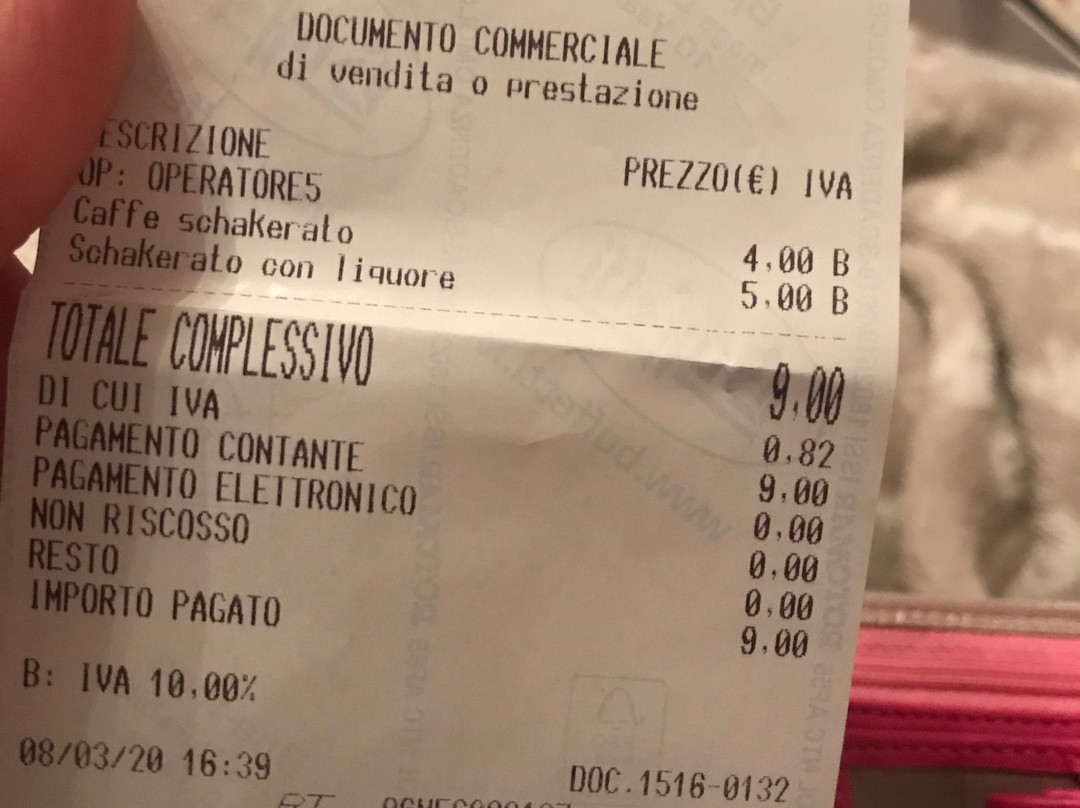 DOCUMENTO COMMERCIALE
di vendita o prestazione
ESCRIZIONE PREZZO(€) IVA
OP: OPERATORE5
Caffe schakerato 4,00 B
Schakerato con liquore 5,00 B
TOTALE COMPLESSIVO 9,00
DI CUI IVA 0,82
PAGAMENTO CONTANTE 9,00
PAGAMENTO ELETTRONICO 0,00
NON RISCOSSO 0,00
RESTO 0,00
IMPORTO PAGATO 9,00
B: IVA 10,00%
08/03/20 16:39 DOC.1516-0132